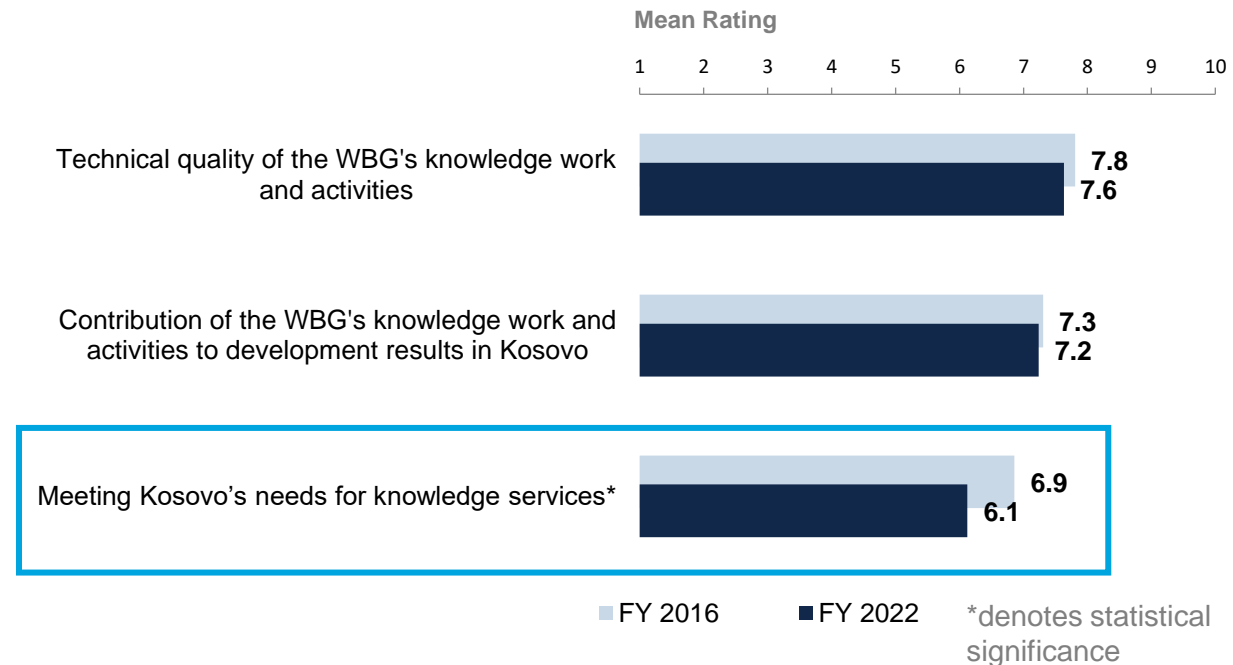 Mean Rating
1 2 3 4 5 6 7 8 9 10
Technical quality of the WBG's knowledge work
and activities
7.8
7.6
Contribution of the WBG's knowledge work and
activities to development results in Kosovo
7.3
7.2
Meeting Kosovo’s needs for knowledge services*
6.9
6.1
FY 2016 FY 2022 *denotes statistical
significance